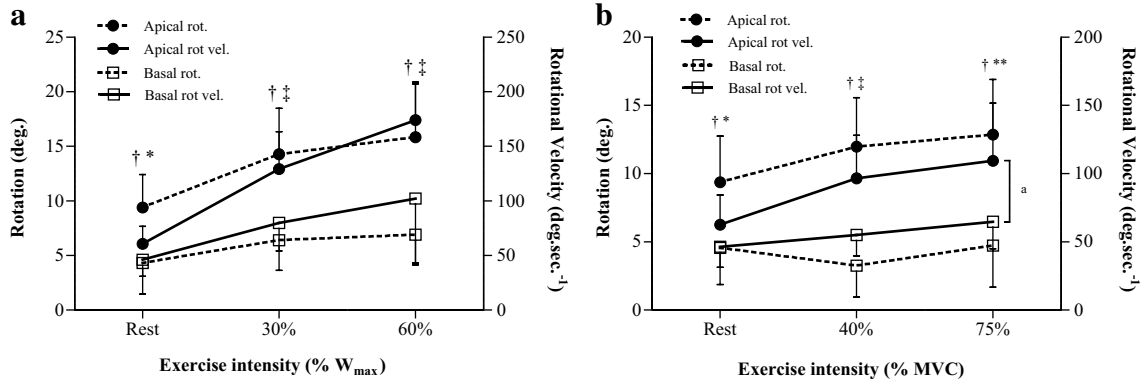 a
Apical rot.
Apical rot vel.
Basal rot.
Basal rot vel.
25
20
15
10
5
0
Rotation (deg.)
250
200
150
100
50
0
Rotational Velocity (deg.sec.-1)
† *
† ‡
† ‡
Rest
30%
60%
Exercise intensity (% Wmax)
b
Apical rot.
Apical rot vel.
Basal rot.
Basal rot vel.
20
15
10
5
0
Rotation (deg.)
200
150
100
50
0
Rotational Velocity (deg.sec.-1)
† *
† ‡
† **
a
Rest
40%
75%
Exercise intensity (% MVC)